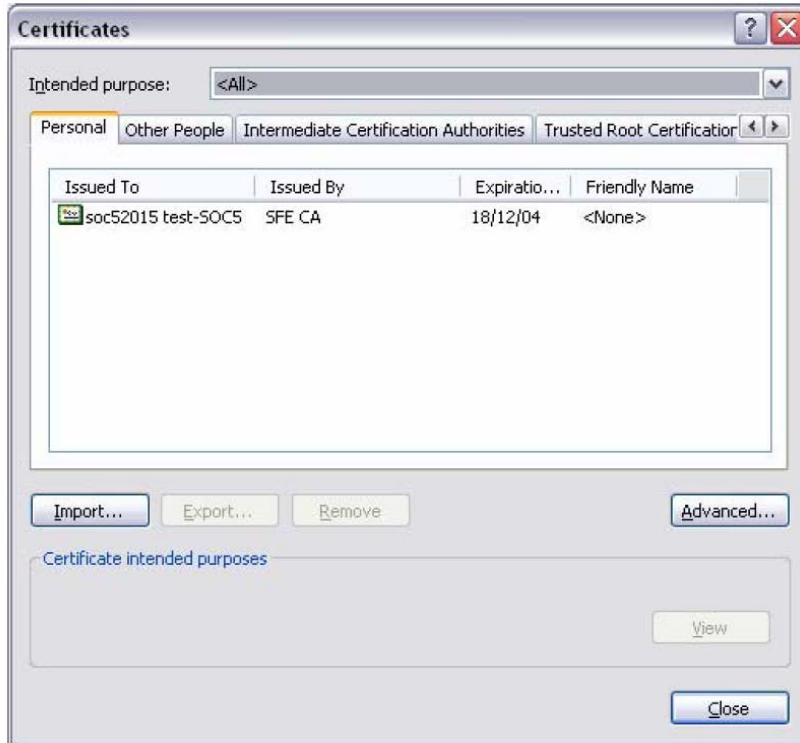 Certificates
Intended purpose: <All>
Personal Other People Intermediate Certification Authorities Trusted Root Certification
Issued To Issued By Expiratio... Friendly Name
soc52015 test-SOC5 SFE CA 18/12/04 <None>
Import... Export... Remove Advanced...
Certificate intended purposes
View
Close